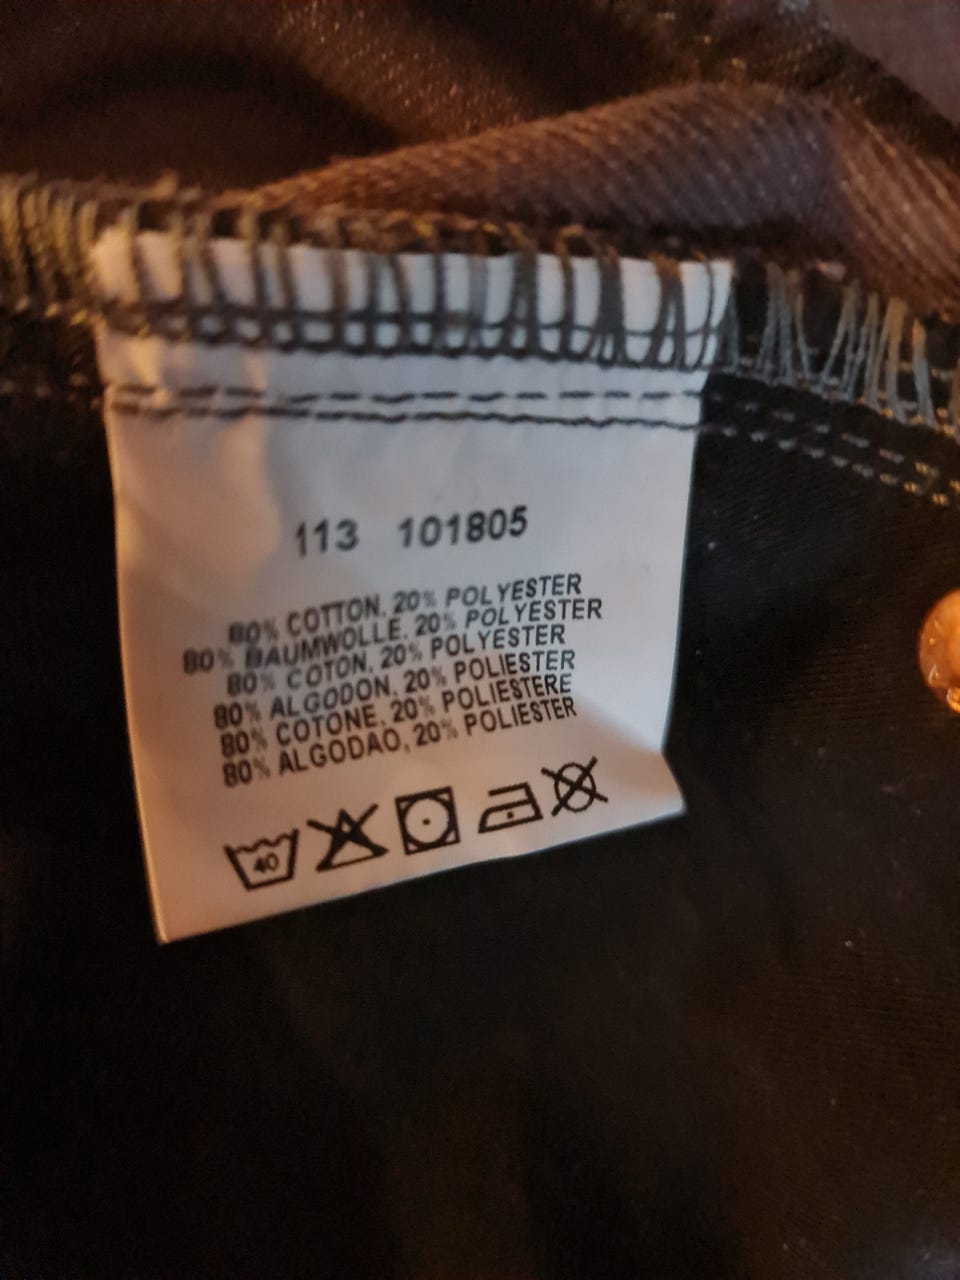 113 101805
80% COTTON, 20% POLYESTER
80% BAUMWOLLE, 20% POLYESTER
80% COTON, 20% POLYESTER
80% ALGODON, 20% POLIESTER
80% COTONE, 20% POLIESTERE
80% ALGODAO, 20% POLIESTER
40